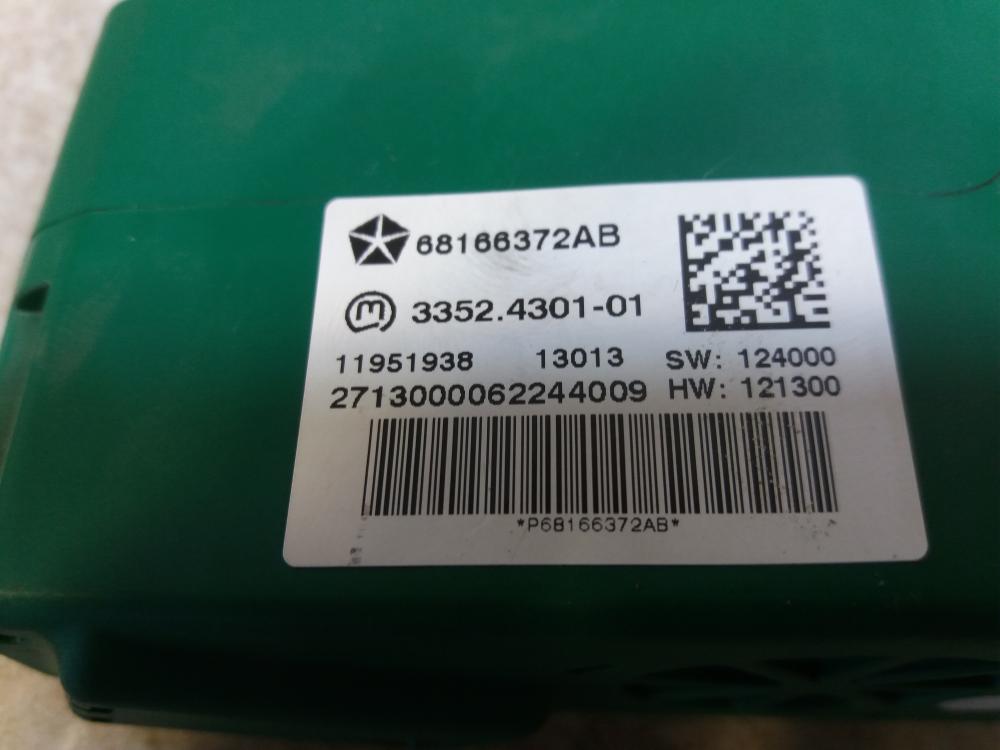 68166372AB
m 3352.4301-01
11951938 13013 SW: 124000
2713000062244009 HW: 121300
*P68166372AB*